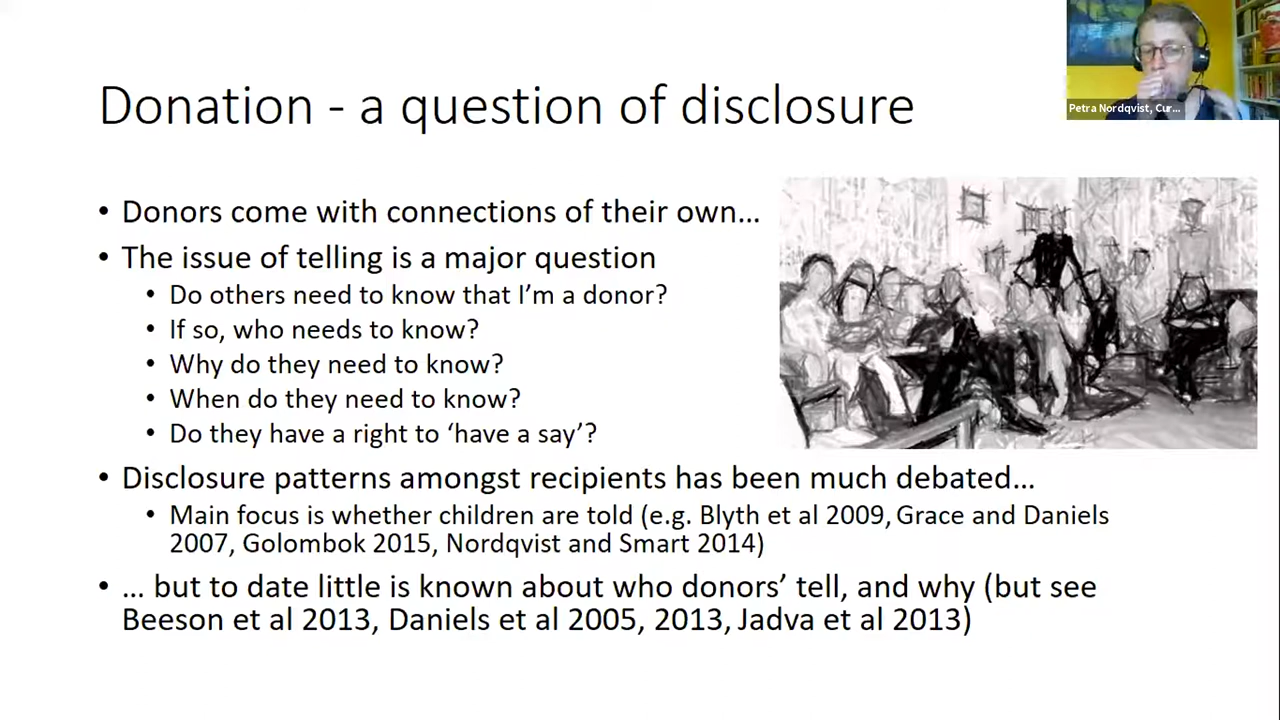 Donation - a question of disclosure
Petra Nordqvist, Cur...
• Donors come with connections of their own…
• The issue of telling is a major question
• Do others need to know that I’m a donor?
• If so, who needs to know?
• Why do they need to know?
• When do they need to know?
• Do they have a right to ‘have a say’?
• Disclosure patterns amongst recipients has been much debated…
• Main focus is whether children are told (e.g. Blyth et al 2009, Grace and Daniels
2007, Golombok 2015, Nordqvist and Smart 2014)
• … but to date little is known about who donors’ tell, and why (but see
Beeson et al 2013, Daniels et al 2005, 2013, Jadva et al 2013)